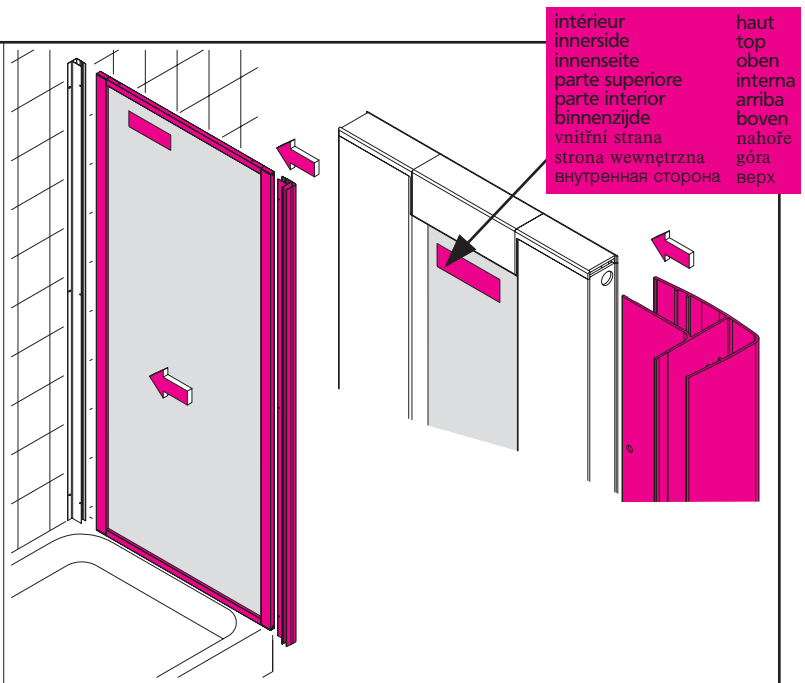 intérieur haut
innerside top
innenseite oben
parte superiore interna
parte interior arriba
binnenzijde boven
vnitřní strana nahoře
strona wewnętrzna góra
внутренная сторона верх